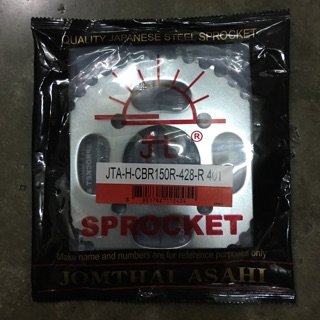 QUALITY JAPANESE STEEL SPROCKET
JT®
JTA-H-CBR150R-428-R 40T
SPROCKET
Make name and numbers are for reference purposes only
JOMTHAI ASAHI